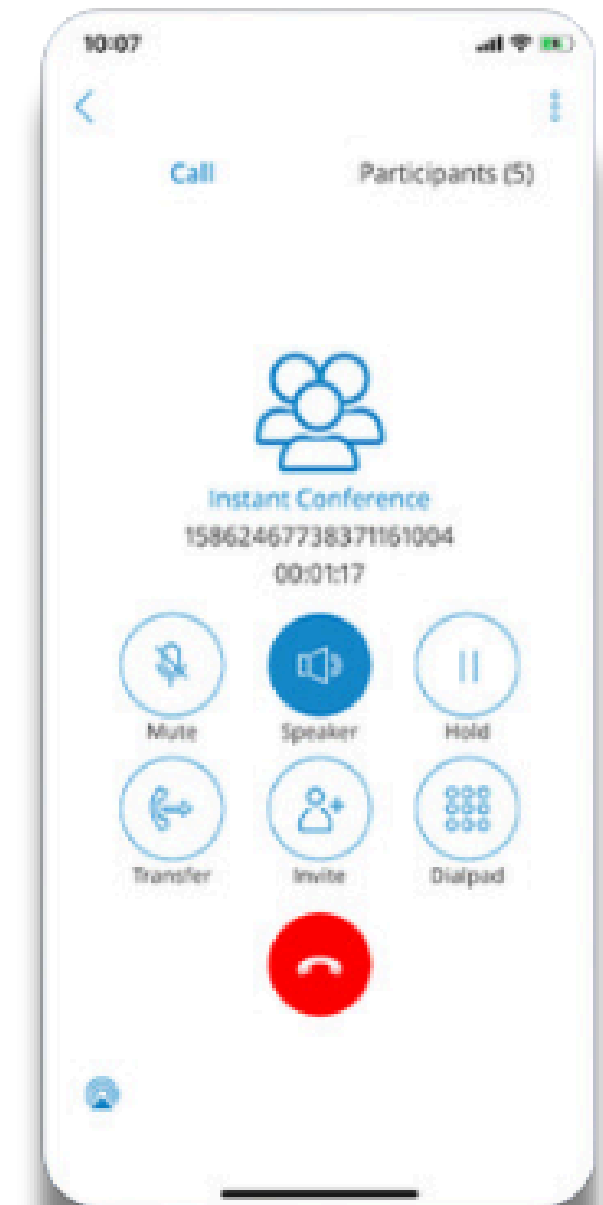 10:07
Call Participants (5)
Instant Conference
15862467738371161004
00:01:17
Mute Speaker Hold
Transfer Invite Dialpad